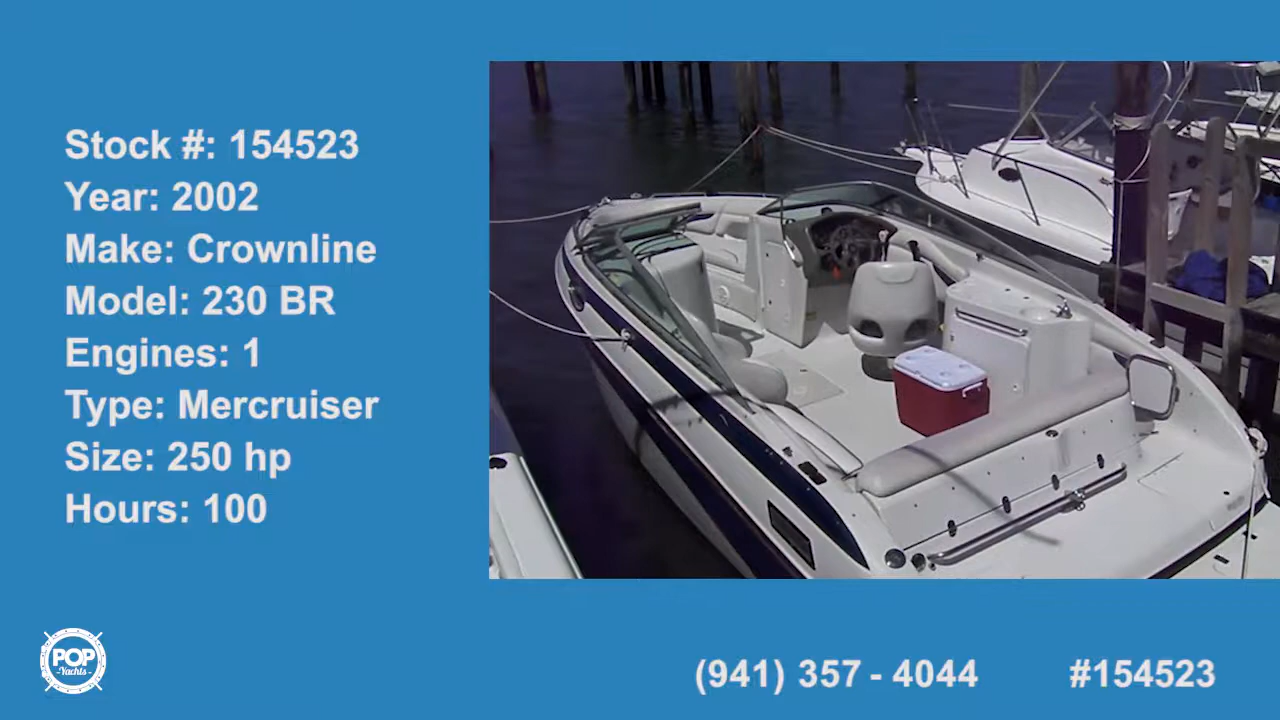 Stock #: 154523
Year: 2002
Make: Crownline
Model: 230 BR
Engines: 1
Type: Mercruiser
Size: 250 hp
Hours: 100
POP
-Yachts-
(941) 357 - 4044
#154523